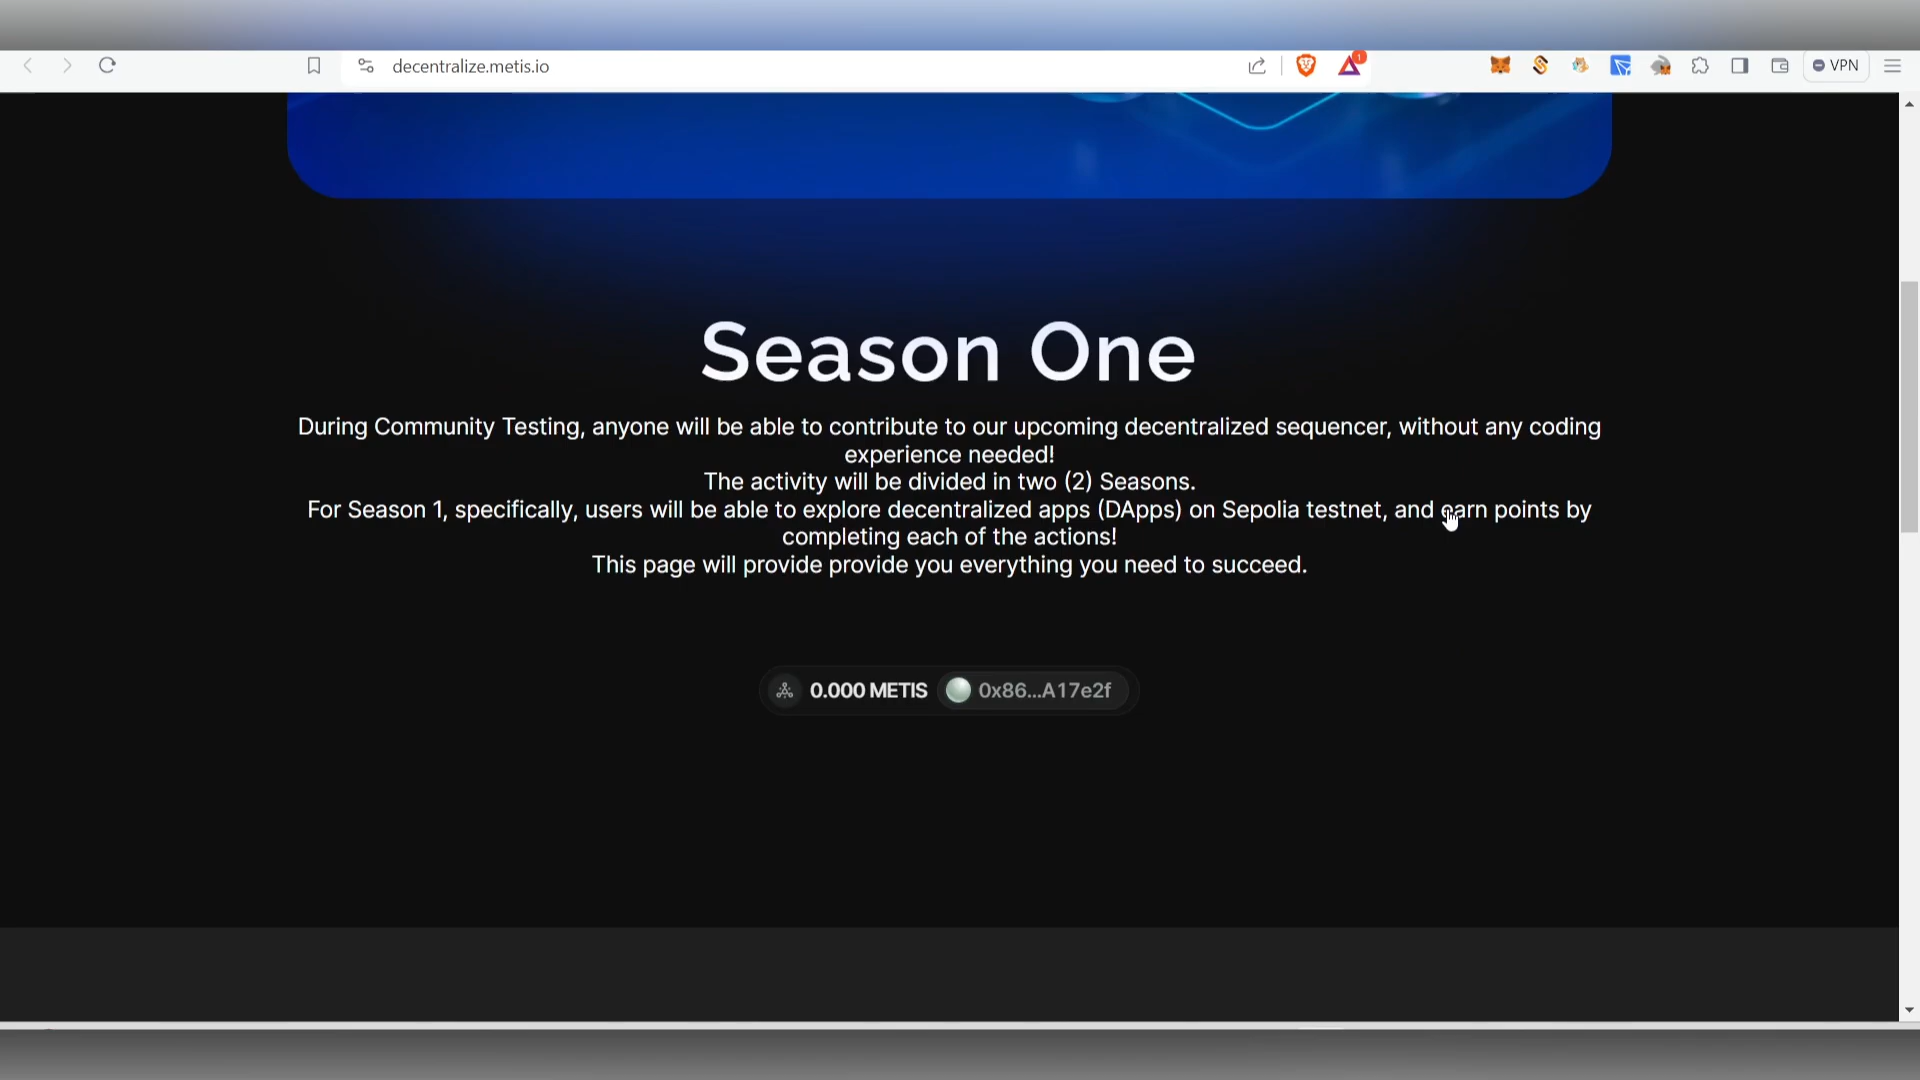 decentralize.metis.io
1
VPN
Season One
During Community Testing, anyone will be able to contribute to our upcoming decentralized sequencer, without any coding
experience needed!
The activity will be divided in two (2) Seasons.
For Season 1, specifically, users will be able to explore decentralized apps (DApps) on Sepolia testnet, and earn points by
completing each of the actions!
This page will provide provide you everything you need to succeed.
0.000 METIS 0x86...A17e2f